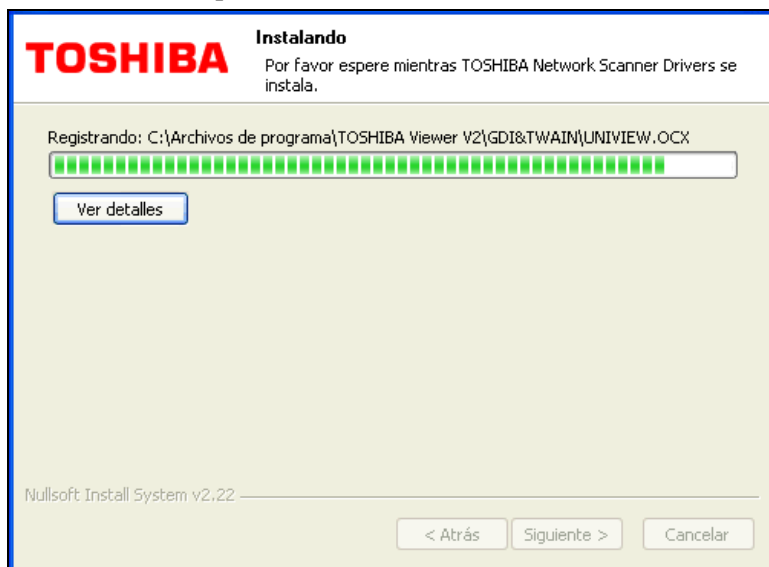 TOSHIBA
Instalando
Por favor espere mientras TOSHIBA Network Scanner Drivers se
instala.
Registrando: C:\Archivos de programa\TOSHIBA Viewer V2\GDI&TWAIN\UNIVIEW.OCX
Ver detalles
Nullsoft Install System v2.22
< Atrás Siguiente > Cancelar